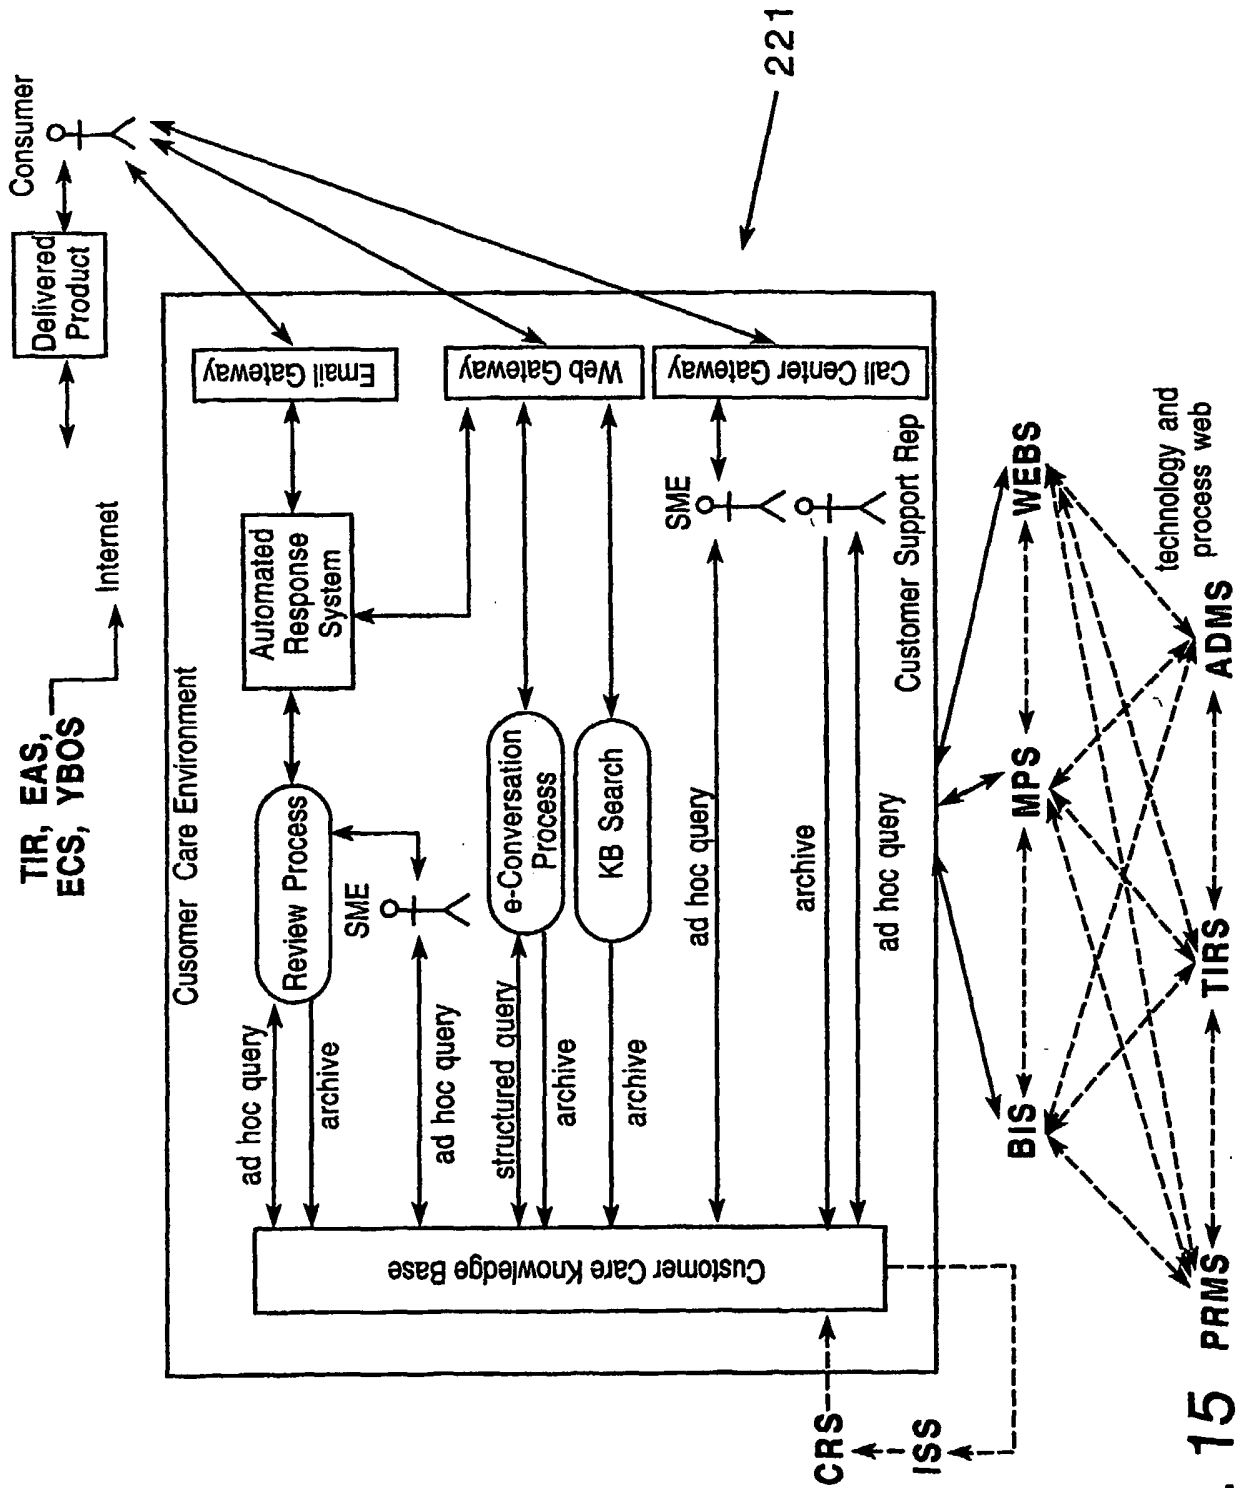 TIR, EAS,
ECS, YBOS
Internet
Delivered
Product
Consumer
Cusomer Care Environment
ad hoc query
archive
Review Process
Automated
Response
System
Email Gateway
SME
ad hoc query
structured query
archive
e-Conversation
Process
Web Gateway
archive
KB Search
Customer Care Knowledge Base
ad hoc query
SME
Call Center Gateway
archive
ad hoc query
Customer Support Rep
221
CRS
ISS
BIS
MPS
WEBS
PRMS
TIRS
ADMS
technology and
process web
. 15